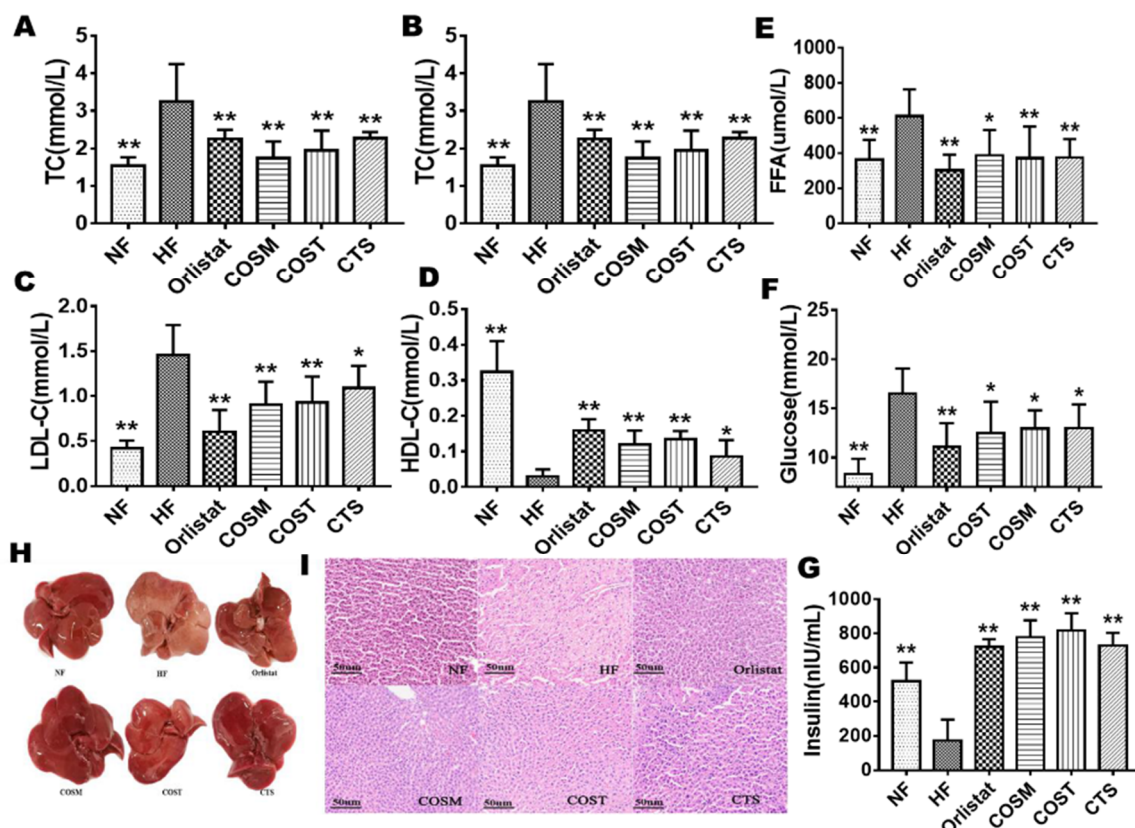 A
TC(mmol/L)
5
4
3
2
1
0
**
**
**
**
**
NF
HF
Orlistat
COSM
COST
CTS
B
TC(mmol/L)
5
4
3
2
1
0
**
**
**
**
**
NF
HF
Orlistat
COSM
COST
CTS
E
FFA(umol/L)
1000
800
600
400
200
0
**
**
*
**
**
NF
HF
Orlistat
COSM
COST
CTS
C
LDL-C(mmol/L)
2.0
1.5
1.0
0.5
0.0
**
**
**
**
*
NF
HF
Orlistat
COSM
COST
CTS
D
HDL-C(mmol/L)
0.5
0.4
0.3
0.2
0.1
0.0
**
**
**
**
*
NF
HF
Orlistat
COSM
COST
CTS
F
Glucose(mmol/L)
25
20
15
10
**
**
*
*
*
NF
HF
Orlistat
COST
COSM
CTS
H
NF
HF
Orlistat
COSM
COST
CTS
I
50um
NF
50um
HF
50um
Orlistat
50um
COSM
50um
COST
50um
CTS
G
Insulin(nIU/mL)
1000
800
600
400
200
0
**
**
**
**
**
NF
HF
Orlistat
COSM
COST
CTS